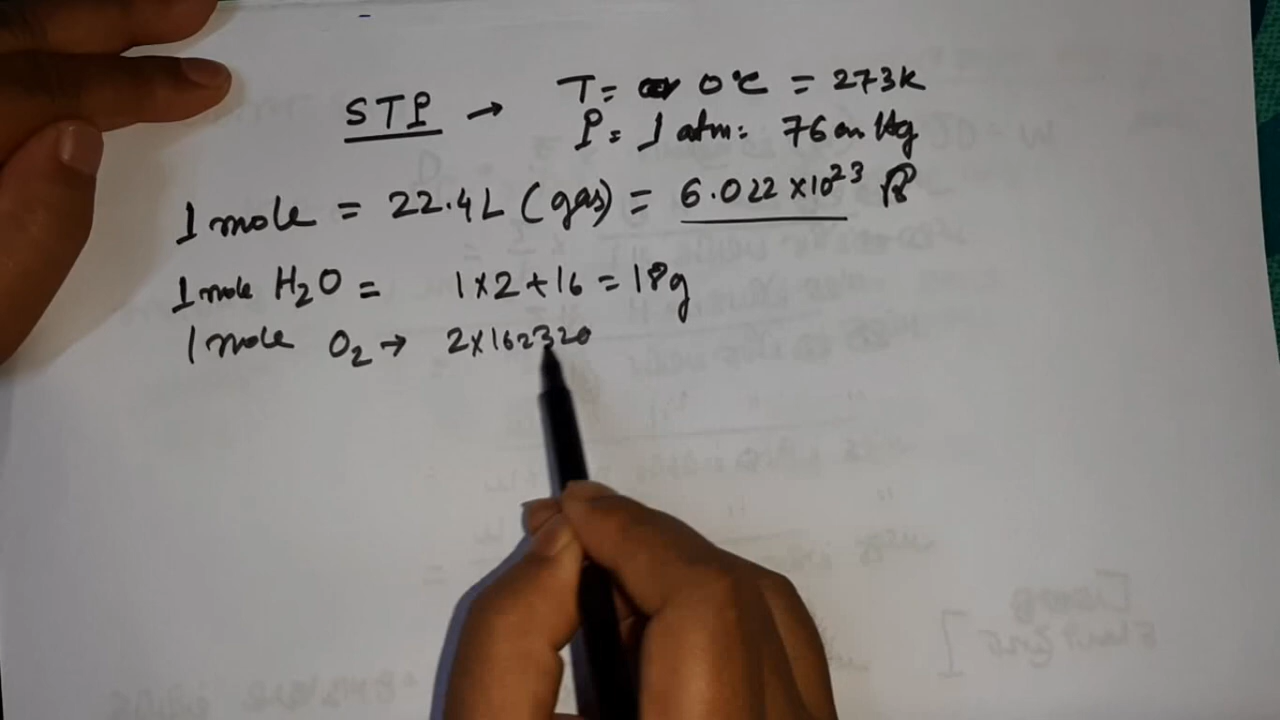 STP → T = 0°C = 273K
P = 1 atm = 76 cm Hg
1 mole = 22.4L (gas) = 6.022×10²³
1 mole H₂O = 1×2+16 = 18g
1 mole O₂ → 2×16=32g